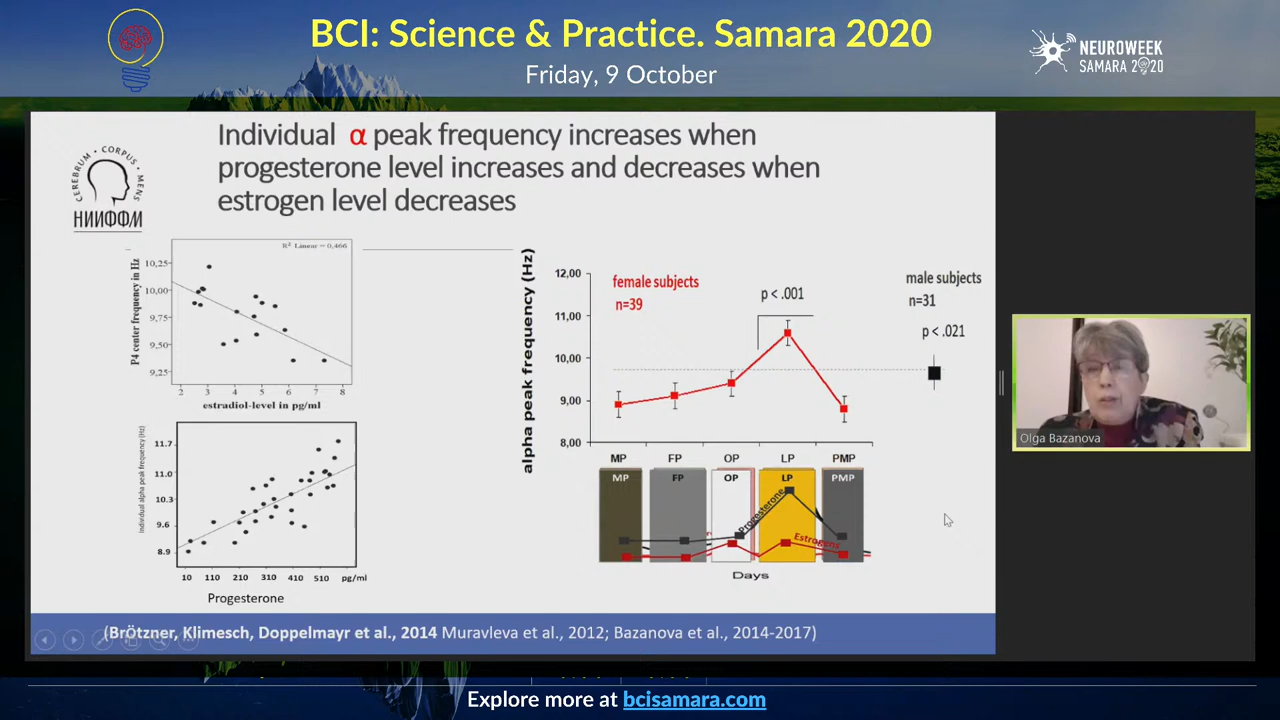 BCI: Science & Practice. Samara 2020
Friday, 9 October
NEUROWEEK
SAMARA 2020
CEREBRUM • CORPUS • MENS
НИИФФМ
Individual α peak frequency increases when
progesterone level increases and decreases when
estrogen level decreases
R² Linear = 0,466
P4 center frequency in Hz
10,25
10,00
9,75
9,50
9,25
2 3 4 5 6 7 8
estradiol-level in pg/ml
Individual alpha peak frequency (Hz)
11.7
11.0
10.3
9.6
8.9
10 110 210 310 410 510 pg/ml
Progesterone
alpha peak frequency (Hz)
12,00
11,00
10,00
9,00
8,00
female subjects
n=39
p < .001
male subjects
n=31
p < .021
MP FP OP LP PMP
MP FP OP LP PMP
Progesterone
Estrogens
Days
(Brötzner, Klimesch, Doppelmayr et al., 2014 Muravleva et al., 2012; Bazanova et al., 2014-2017)
Olga Bazanova
Explore more at bcisamara.com